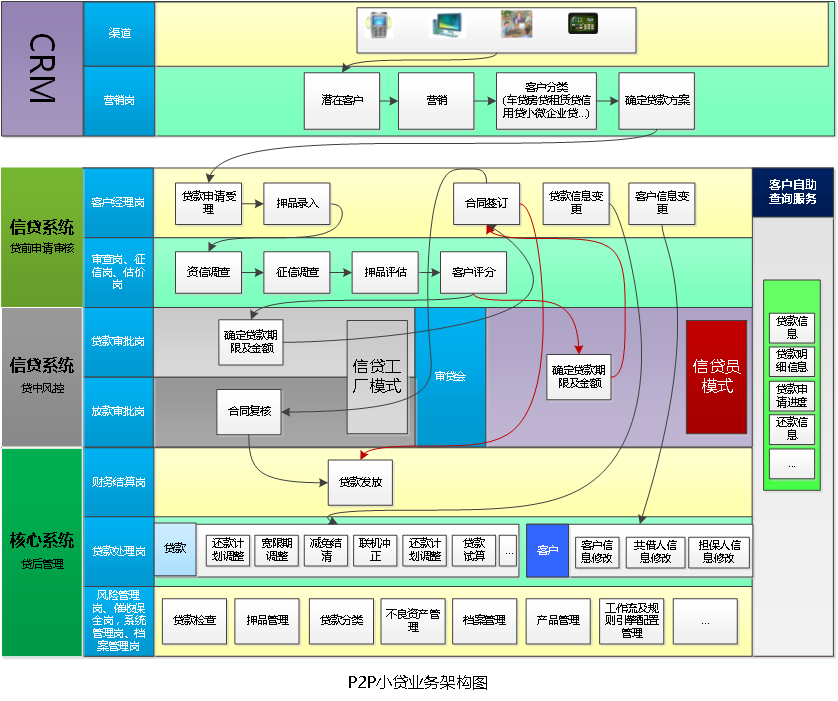 CRM
渠道
营销岗
潜在客户
营销
客户分类
(车贷房贷租赁贷信
用贷小微企业贷...)
确定贷款方案
信贷系统
贷前申请审核
客户经理岗
贷款申请受
理
押品录入
合同签订
贷款信息变
更
客户信息变
更
客户自助
查询服务
审查岗、征
信岗、估价
岗
资信调查
征信调查
押品评估
客户评分
信贷系统
贷中风控
贷款审批岗
确定贷款期
限及金额
信贷工
厂模式
审贷会
确定贷款期
限及金额
信贷员
模式
放款审批岗
合同复核
贷款信
息
贷款明
细信息
贷款申
请进度
还款信
息
...
核心系统
贷后管理
财务结算岗
贷款发放
贷款处理岗
贷款
还款计
划调整
宽限期
调整
减免结
清
联机冲
正
还款计
划调整
贷款
试算
...
客户
客户信
息修改
共借人信
息修改
担保人信
息修改
风险管理
岗、催收保
全岗，系统
管理岗、档
案管理岗
贷款检查
押品管理
贷款分类
不良资产管
理
档案管理
产品管理
工作流及规
则引擎配置
管理
...
P2P小贷业务架构图